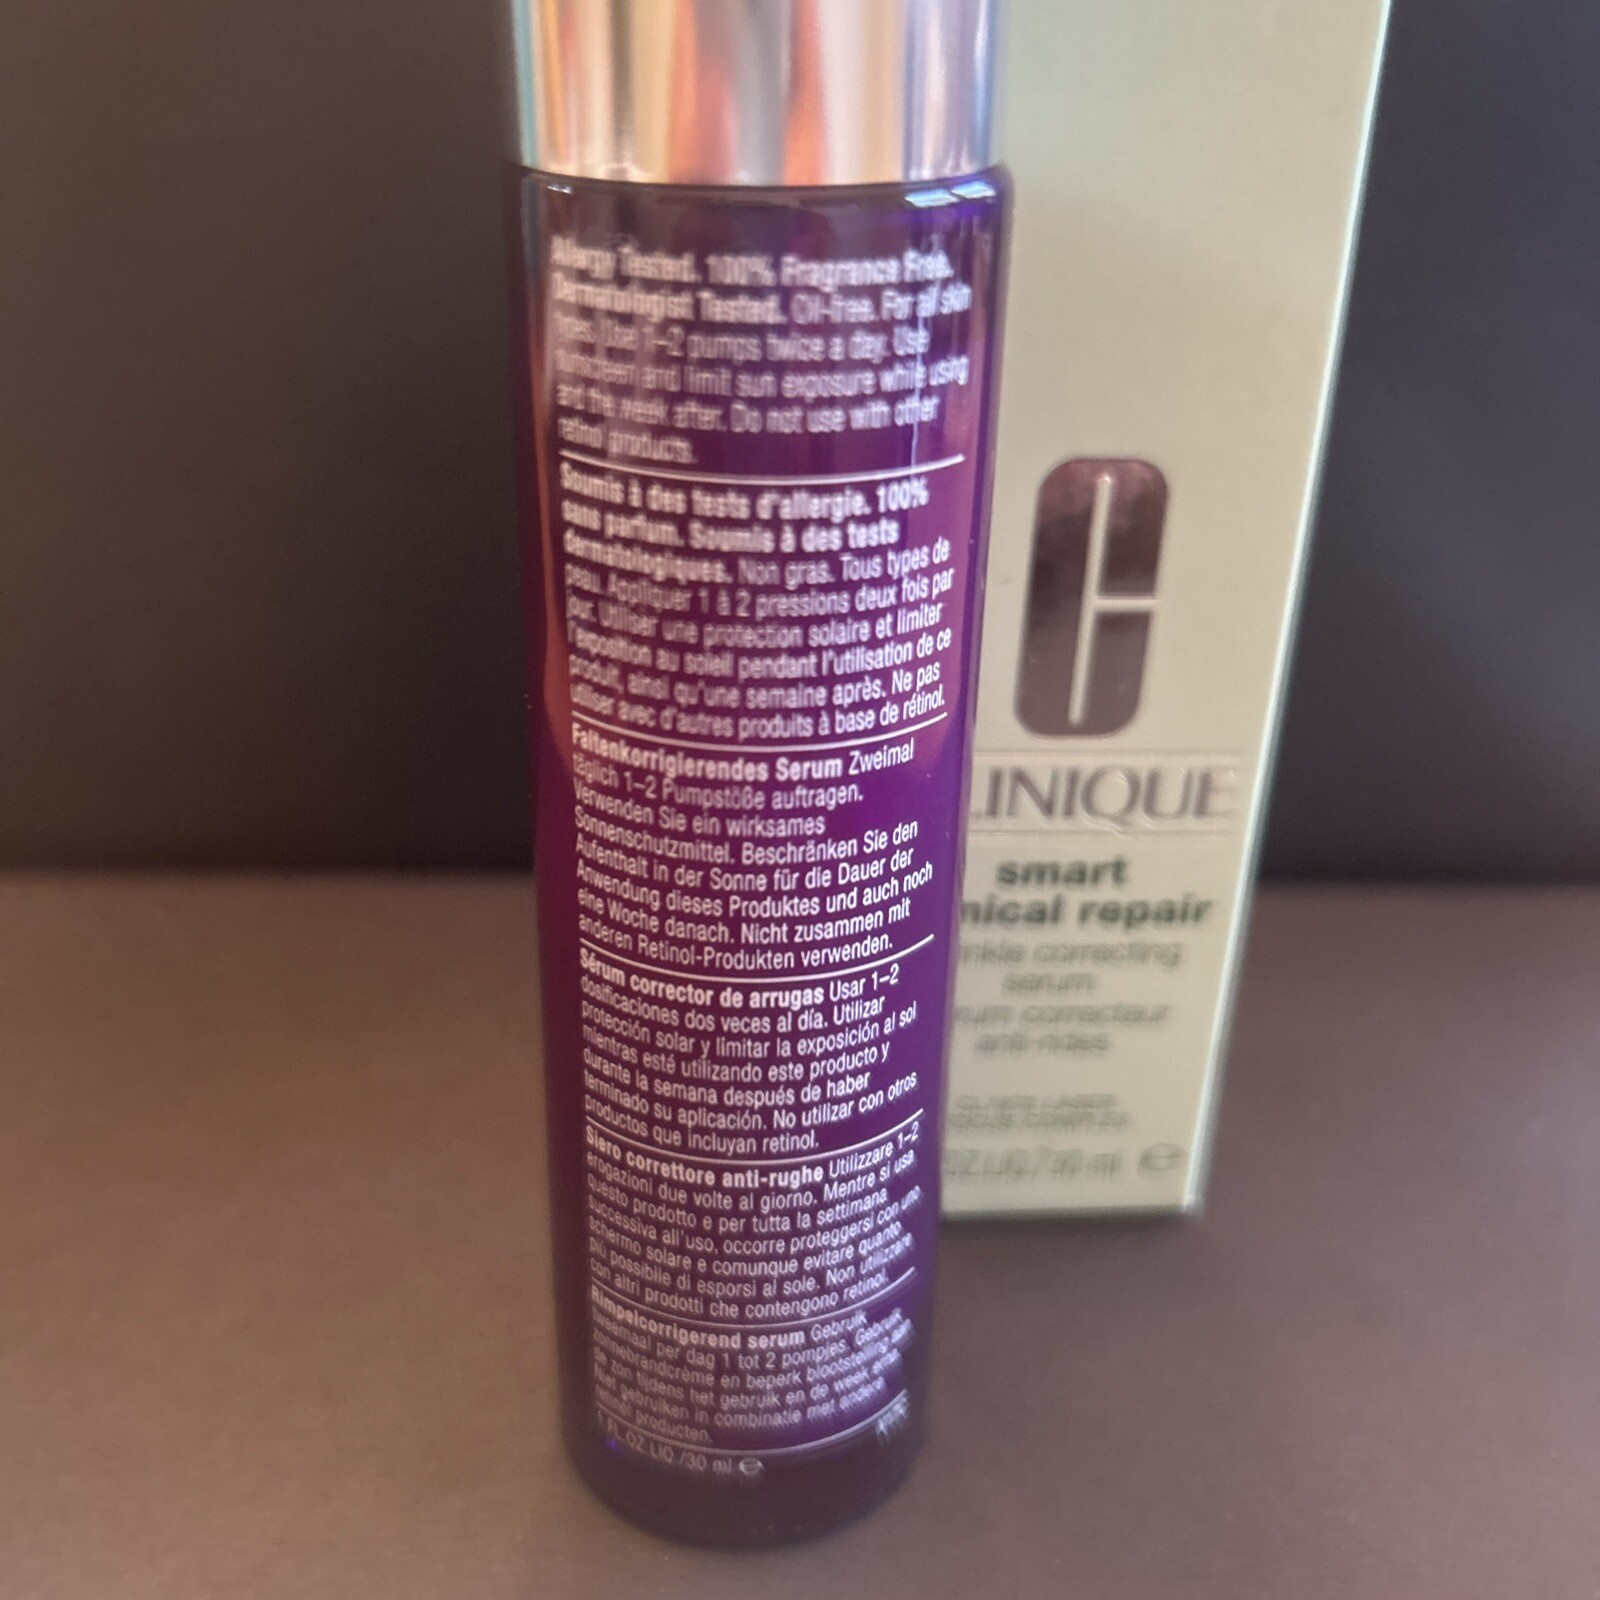 Allergy Tested. 100% Fragrance Free.
Dermatologist Tested. Oil-free. For all skin
types. Use 1–2 pumps twice a day. Use
sunscreen and limit sun exposure while using
and the week after. Do not use with other
retinol products.
Soumis à des tests d'allergie. 100%
sans parfum. Soumis à des tests
dermatologiques. Non gras. Tous types de
peau. Appliquer 1 à 2 pressions deux fois par
jour. Utiliser une protection solaire et limiter
l'exposition au soleil pendant l'utilisation de ce
produit, ainsi qu'une semaine après. Ne pas
utiliser avec d'autres produits à base de rétinol.
Faltenkorrigierendes Serum Zweimal
täglich 1–2 Pumpstöße auftragen.
Verwenden Sie ein wirksames
Sonnenschutzmittel. Beschränken Sie den
Aufenthalt in der Sonne für die Dauer der
Anwendung dieses Produktes und auch noch
eine Woche danach. Nicht zusammen mit
anderen Retinol-Produkten verwenden.
Sérum corrector de arrugas Usar 1–2
dosificaciones dos veces al día. Utilizar
protección solar y limitar la exposición al sol
mientras esté utilizando este producto y
durante la semana después de haber
terminado su aplicación. No utilizar con otros
productos que incluyan retinol.
Siero correttore anti-rughe Utilizzare 1–2
erogazioni due volte al giorno. Mentre si usa
questo prodotto e per tutta la settimana
successiva all'uso, occorre proteggersi con uno
schermo solare e comunque evitare quanto
più possibile di esporsi al sole. Non utilizzare
con altri prodotti che contengono retinol.
Rimpelcorrigerend serum Gebruik
tweemaal per dag 1 tot 2 pompjes. Gebruik
zonnebrandcrème en beperk blootstelling aan
de zon tijdens het gebruik en de week erna.
Niet gebruiken in combinatie met andere
retinol producten.
1 FL.OZ.LIQ./30 ml ℮
LINIQUE
smart
nical repair
nkle correcting
serum
rum correcteur
anti-rides
OZ.LIQ./30 ml ℮